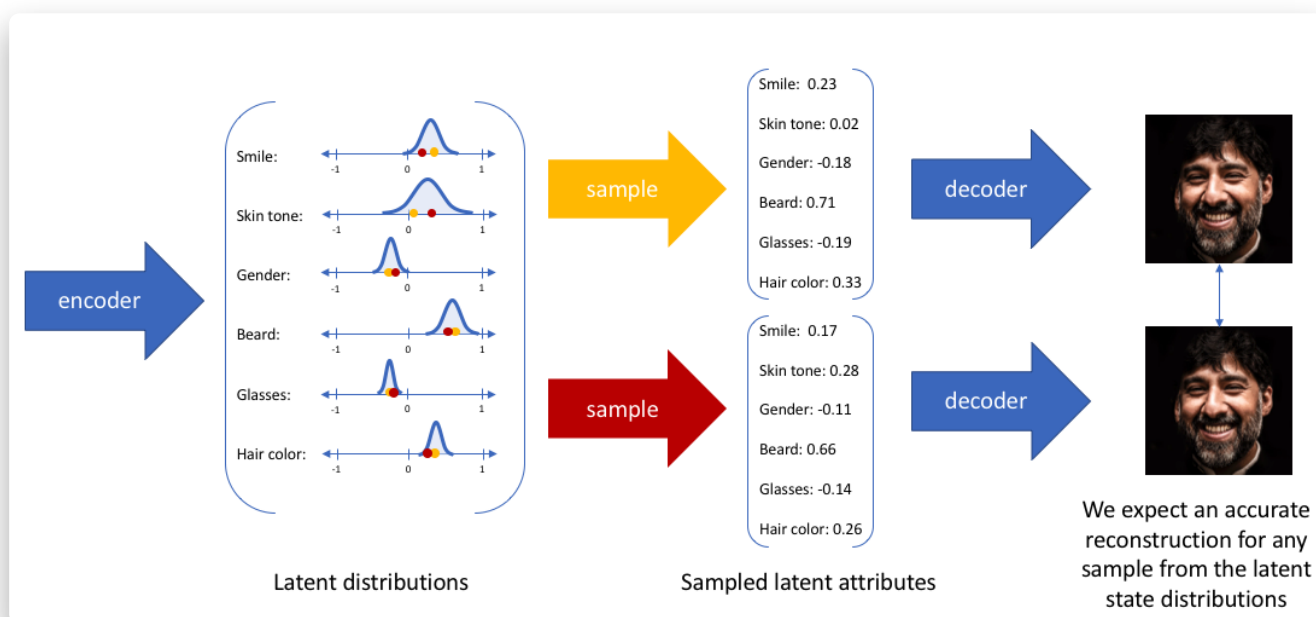 encoder
Smile:
-1 0 1
Skin tone:
-1 0 1
Gender:
-1 0 1
Beard:
-1 0 1
Glasses:
-1 0 1
Hair color:
-1 0 1
Latent distributions
sample
sample
Smile: 0.23
Skin tone: 0.02
Gender: -0.18
Beard: 0.71
Glasses: -0.19
Hair color: 0.33
Smile: 0.17
Skin tone: 0.28
Gender: -0.11
Beard: 0.66
Glasses: -0.14
Hair color: 0.26
Sampled latent attributes
decoder
decoder
We expect an accurate
reconstruction for any
sample from the latent
state distributions